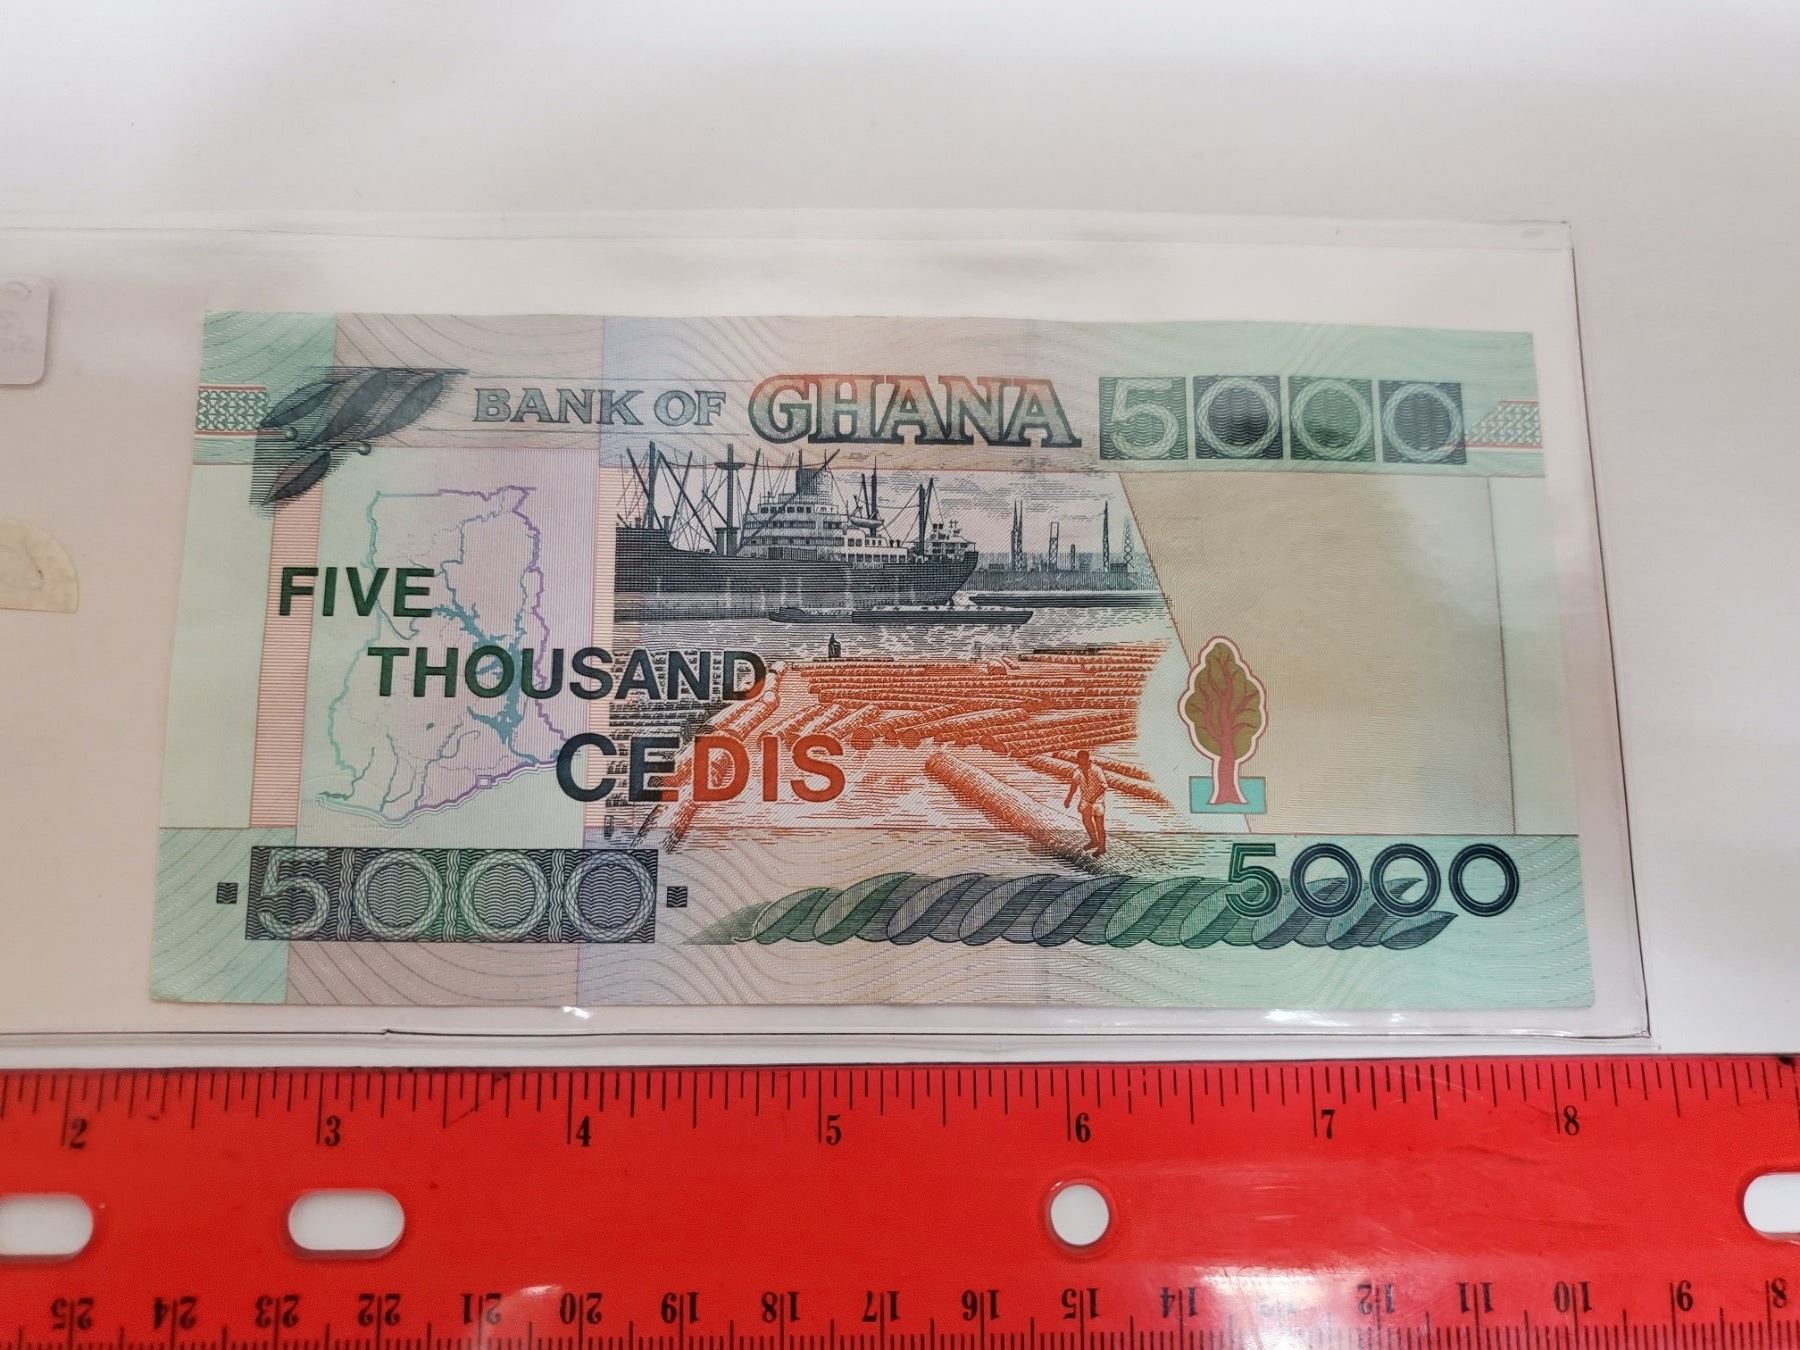 BANK OF GHANA 5000
FIVE
THOUSAND
CEDIS
5000 5000
2 3 4 5 6 7 8
25 24 23 22 21 20 19 18 17 16 15 14 12 11 10 9 8